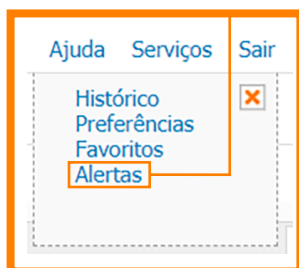 Ajuda Serviços Sair
Histórico
Preferências
Favoritos
Alertas